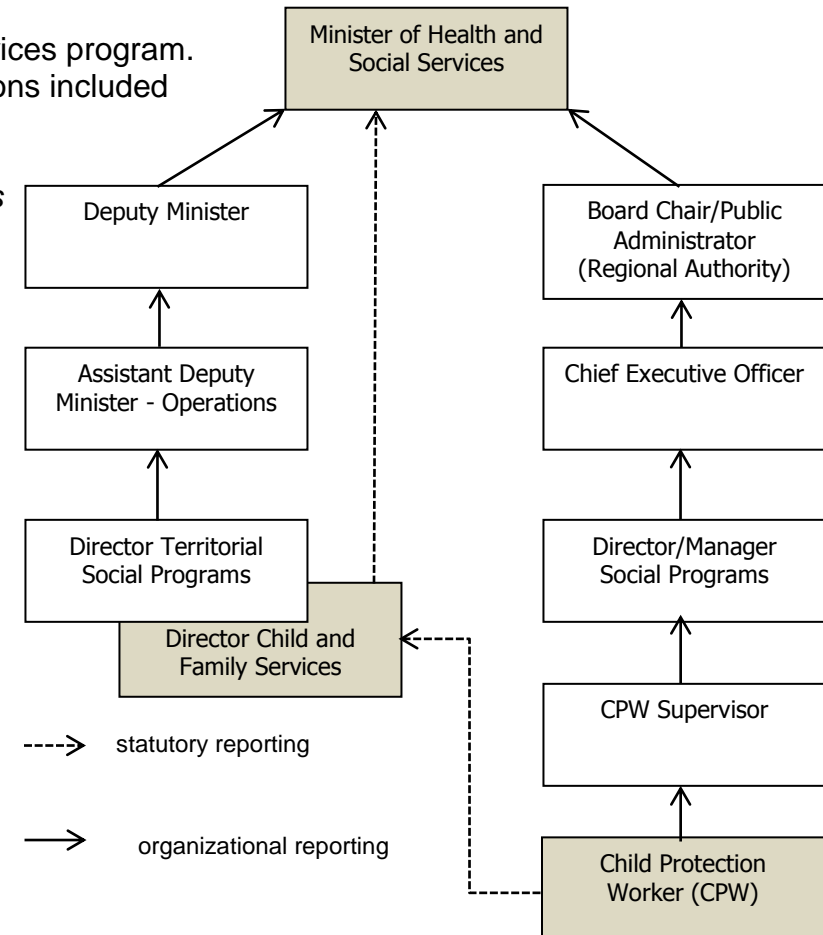 vices program.
ons included
s
Minister of Health and
Social Services
Deputy Minister
Board Chair/Public
Administrator
(Regional Authority)
Assistant Deputy
Minister - Operations
Chief Executive Officer
Director Territorial
Social Programs
Director/Manager
Social Programs
Director Child and
Family Services
CPW Supervisor
statutory reporting
organizational reporting
Child Protection
Worker (CPW)